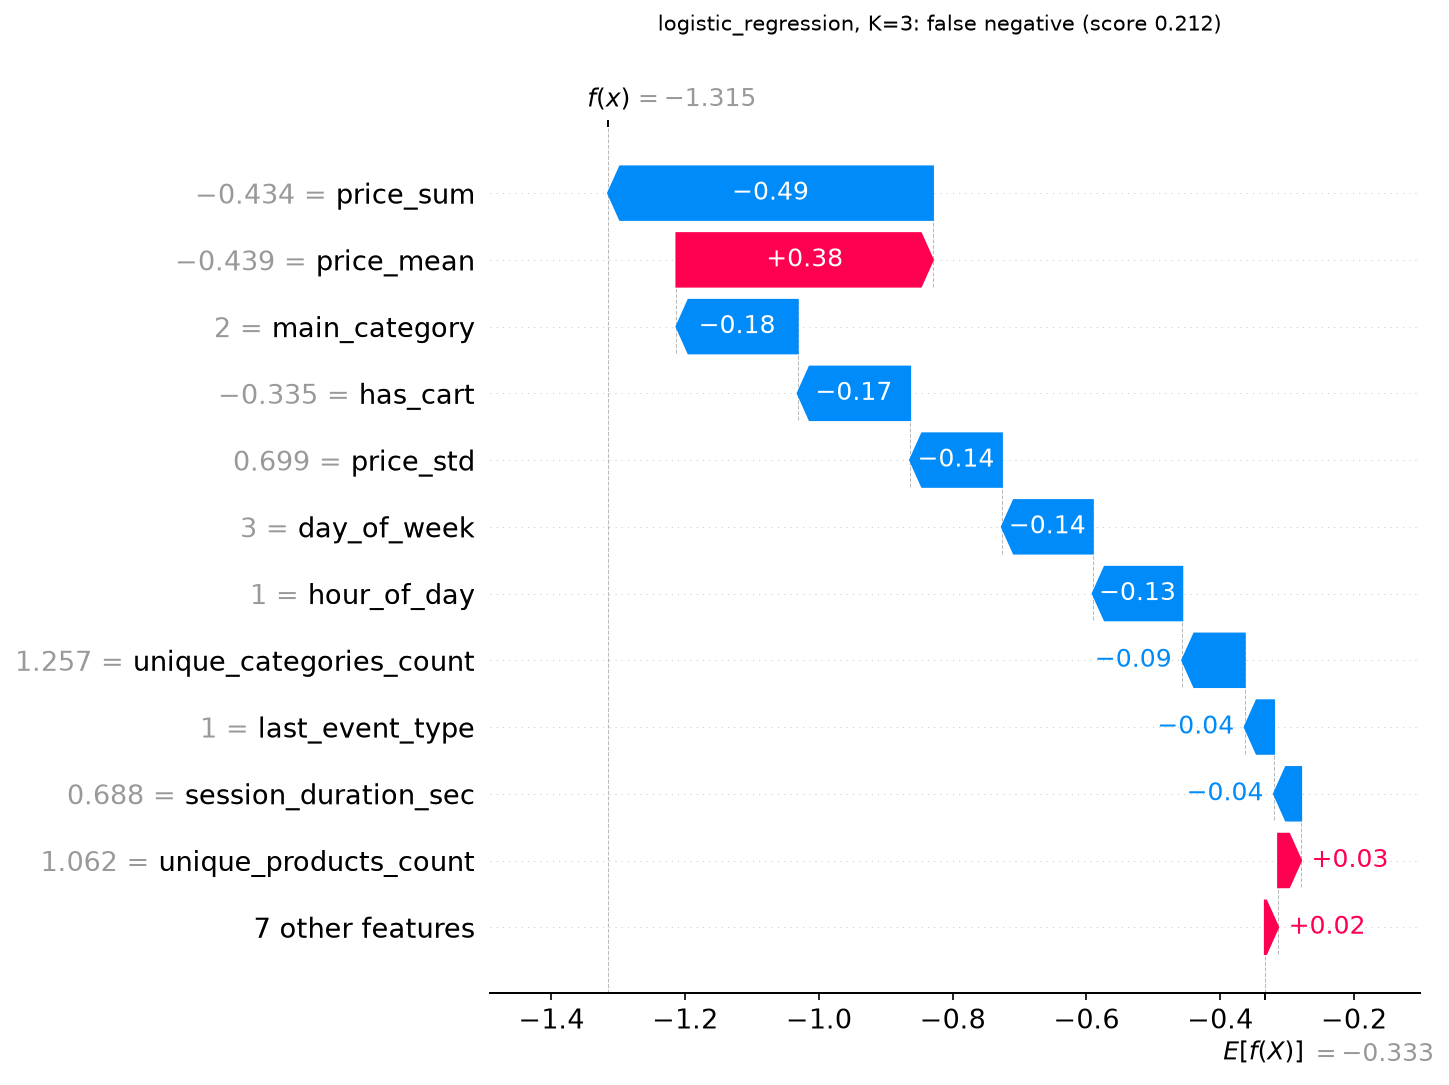 logistic_regression, K=3: false negative (score 0.212)
f(x) = −1.315
−0.434 = price_sum −0.49
−0.439 = price_mean +0.38
2 = main_category −0.18
−0.335 = has_cart −0.17
0.699 = price_std −0.14
3 = day_of_week −0.14
1 = hour_of_day −0.13
1.257 = unique_categories_count −0.09
1 = last_event_type −0.04
0.688 = session_duration_sec −0.04
1.062 = unique_products_count +0.03
7 other features +0.02
−1.4 −1.2 −1.0 −0.8 −0.6 −0.4 −0.2
E[f(X)] = −0.333